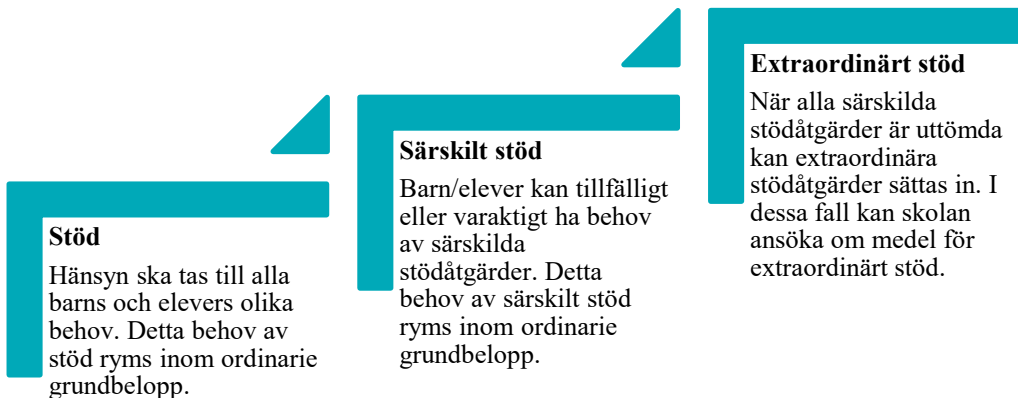 Stöd
Hänsyn ska tas till alla
barns och elevers olika
behov. Detta behov av
stöd ryms inom ordinarie
grundbelopp.
Särskilt stöd
Barn/elever kan tillfälligt
eller varaktigt ha behov
av särskilda
stödåtgärder. Detta
behov av särskilt stöd
ryms inom ordinarie
grundbelopp.
Extraordinärt stöd
När alla särskilda
stödåtgärder är uttömda
kan extraordinära
stödåtgärder sättas in. I
dessa fall kan skolan
ansöka om medel för
extraordinärt stöd.